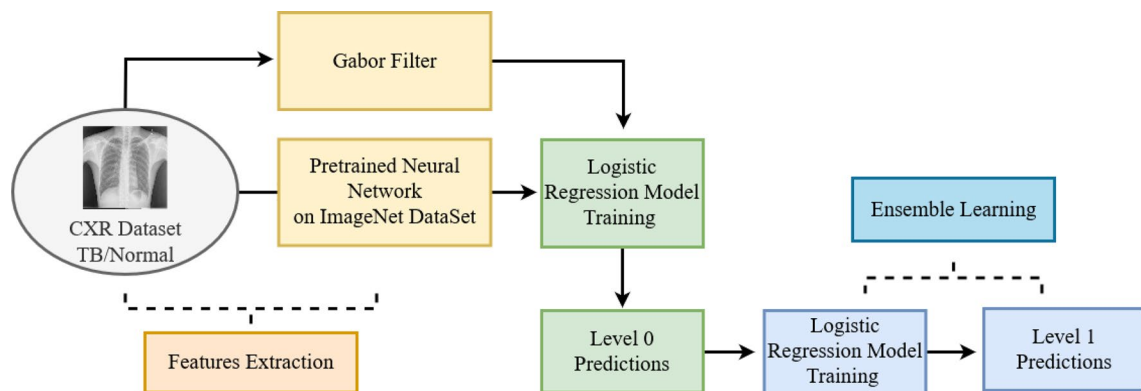 Gabor Filter
CXR Dataset
TB/Normal
Pretrained Neural
Network
on ImageNet DataSet
Logistic
Regression Model
Training
Ensemble Learning
Features Extraction
Level 0
Predictions
Logistic
Regression Model
Training
Level 1
Predictions